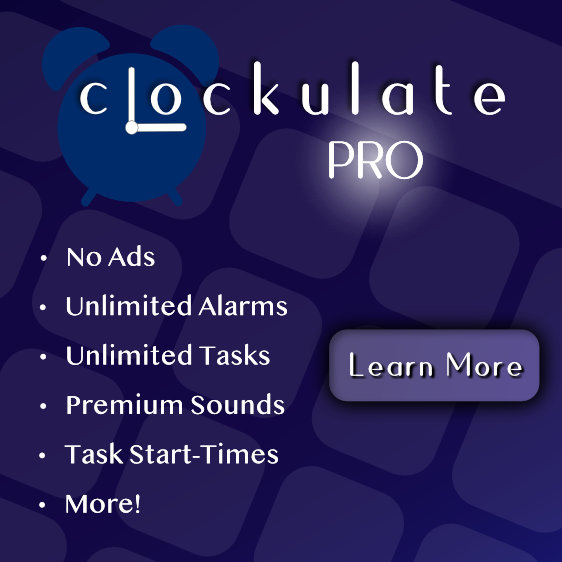 clockulate
PRO
• No Ads
• Unlimited Alarms
• Unlimited Tasks
• Premium Sounds
• Task Start-Times
• More!
Learn More